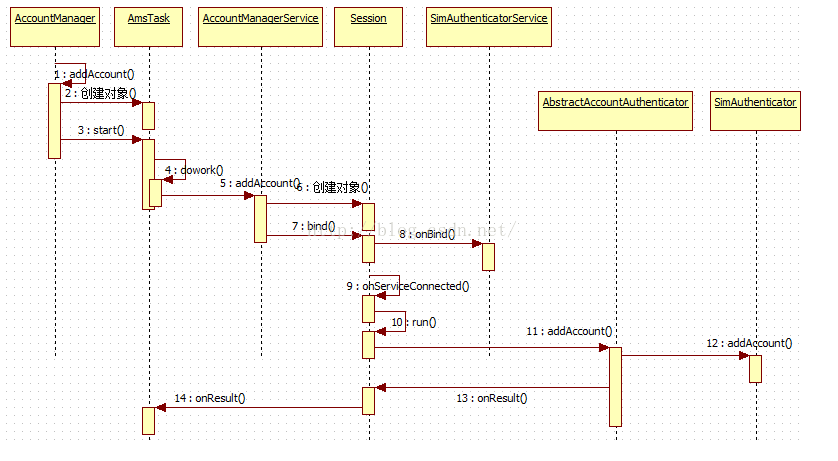 AccountManager
AmsTask
AccountManagerService
Session
SimAuthenticatorService
1 : addAccount()
2 : 创建对象()
AbstractAccountAuthenticator
SimAuthenticator
3 : start()
4 : dowork()
5 : addAccount()
6 : 创建对象()
7 : bind()
8 : onBind()
9 : onServiceConnected()
10 : run()
11 : addAccount()
12 : addAccount()
13 : onResult()
14 : onResult()